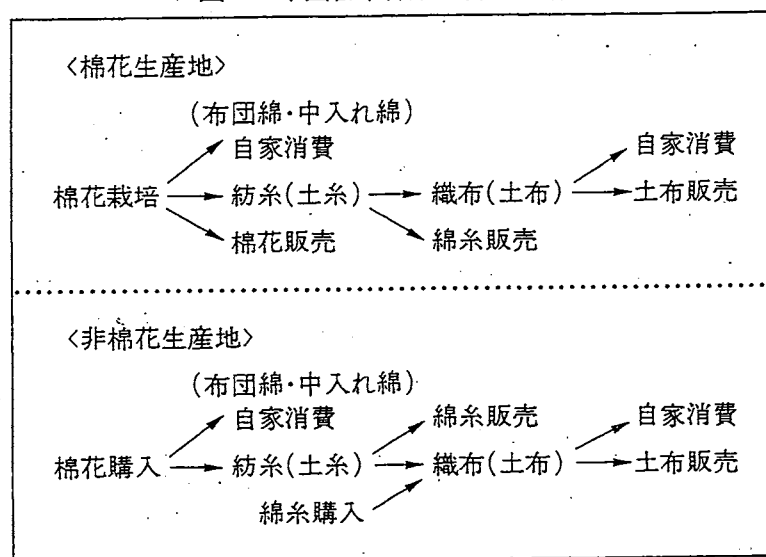 〈棉花生産地〉
(布団綿・中入れ綿)
自家消費 自家消費
棉花栽培 紡糸(土糸) 織布(土布) 土布販売
棉花販売 綿糸販売
〈非棉花生産地〉
(布団綿・中入れ綿)
自家消費 綿糸販売 自家消費
棉花購入 紡糸(土糸) 織布(土布) 土布販売
綿糸購入